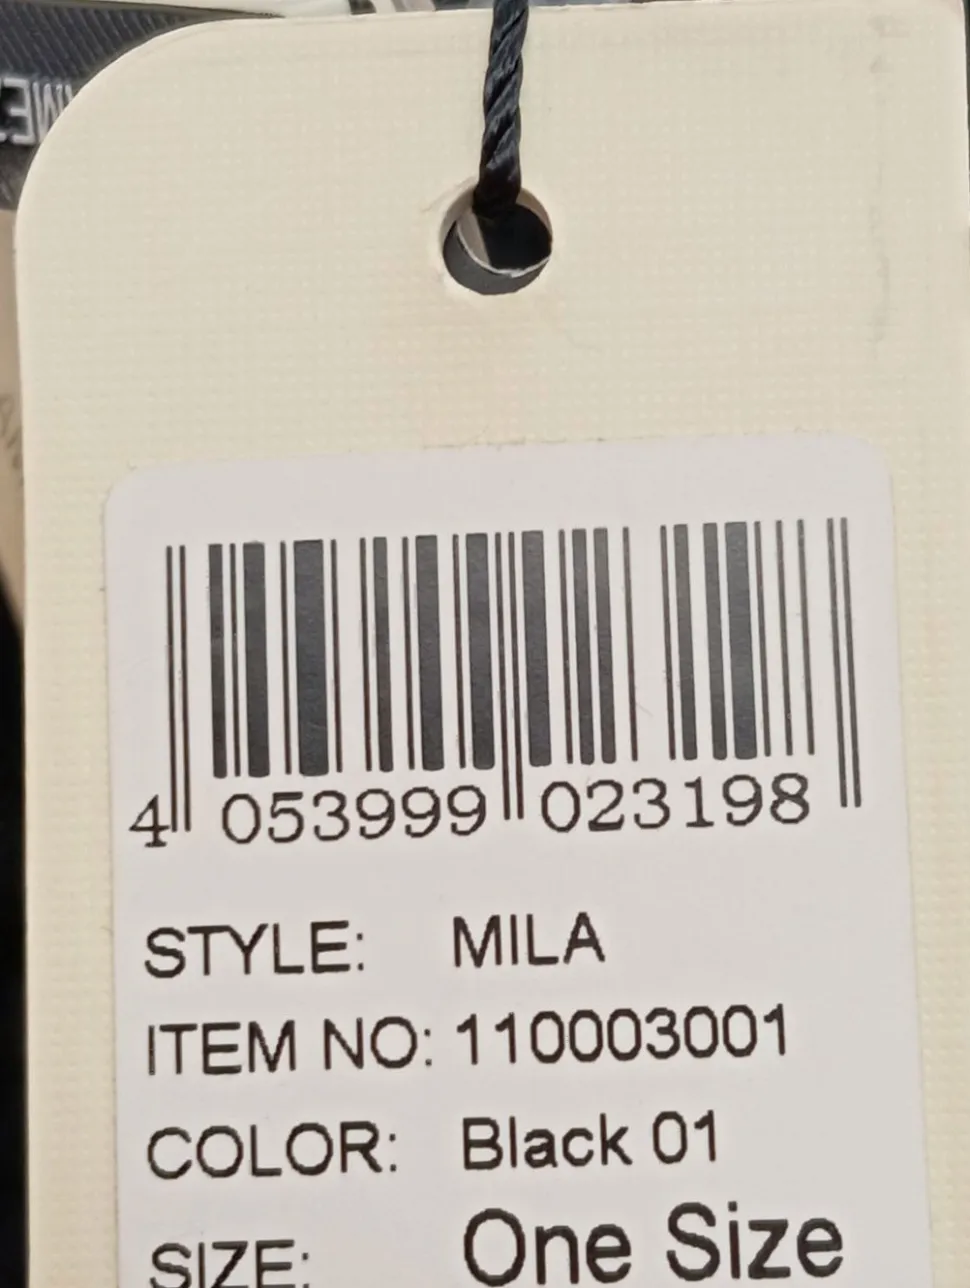 4 053999 023198
STYLE: MILA
ITEM NO: 110003001
COLOR: Black 01
SIZE: One Size